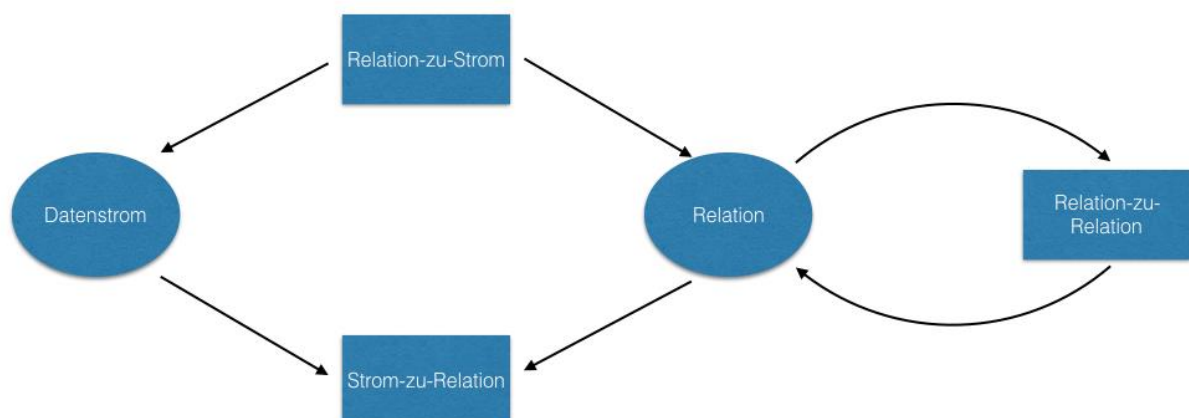 Relation-zu-Strom
Datenstrom
Relation
Relation-zu-
Relation
Strom-zu-Relation